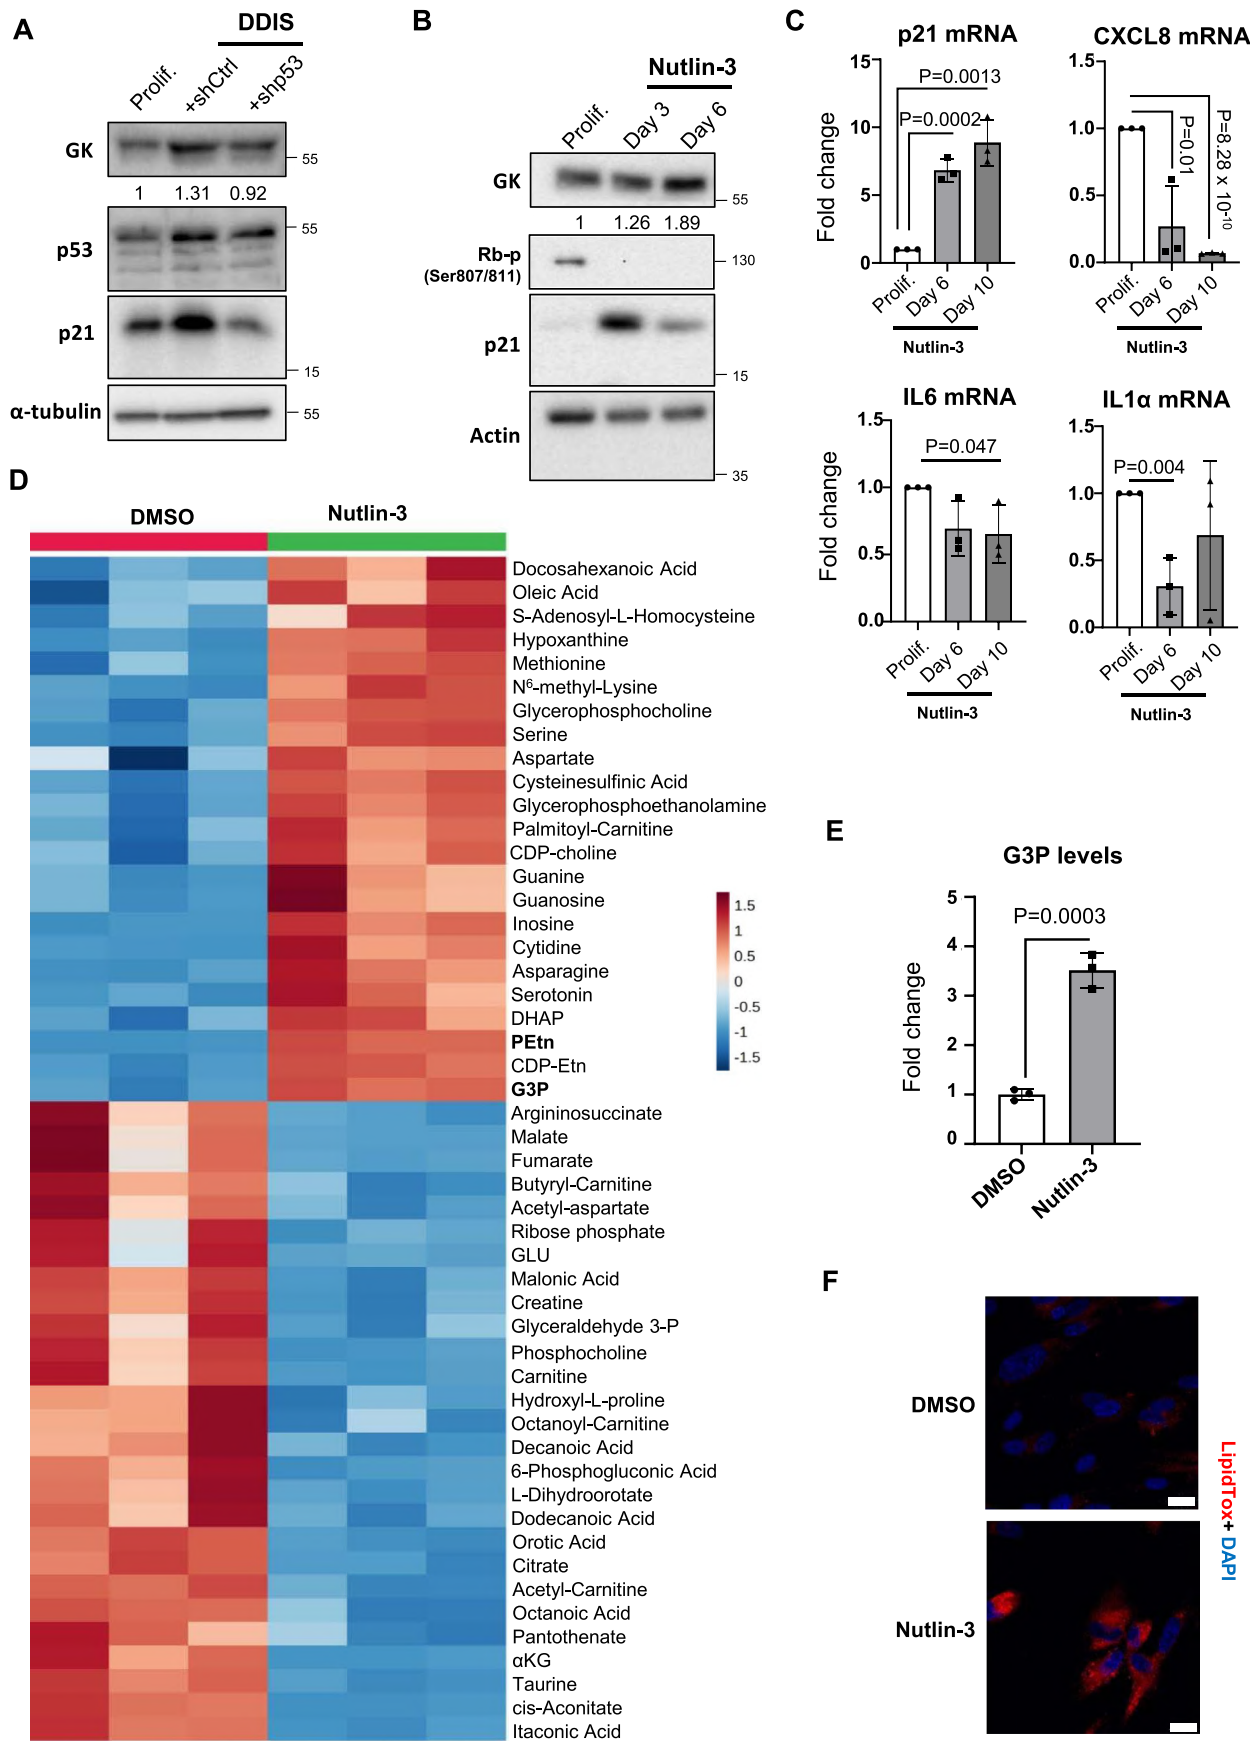 A
DDIS
Prolif.
+shCtrl
+shp53
GK
55
1 1.31 0.92
p53
55
p21
15
α-tubulin
55
B
Nutlin-3
Prolif.
Day 3
Day 6
GK
55
1 1.26 1.89
Rb-p
(Ser807/811)
130
p21
15
Actin
35
C
p21 mRNA
Fold change
15
10
5
0
P=0.0013
P=0.0002
Prolif.
Day 6
Day 10
Nutlin-3
CXCL8 mRNA
1.5
1.0
0.5
0.0
P=0.01
P=8.28 x 10⁻¹⁰
Prolif.
Day 6
Day 10
Nutlin-3
IL6 mRNA
Fold change
1.5
1.0
0.5
0.0
P=0.047
Prolif.
Day 6
Day 10
Nutlin-3
IL1α mRNA
1.5
1.0
0.5
0.0
P=0.004
Prolif.
Day 6
Day 10
Nutlin-3
D
DMSO
Nutlin-3
Docosahexanoic Acid
Oleic Acid
S-Adenosyl-L-Homocysteine
Hypoxanthine
Methionine
N⁶-methyl-Lysine
Glycerophosphocholine
Serine
Aspartate
Cysteinesulfinic Acid
Glycerophosphoethanolamine
Palmitoyl-Carnitine
CDP-choline
Guanine
Guanosine
Inosine
Cytidine
Asparagine
Serotonin
DHAP
PEtn
CDP-Etn
G3P
Argininosuccinate
Malate
Fumarate
Butyryl-Carnitine
Acetyl-aspartate
Ribose phosphate
GLU
Malonic Acid
Creatine
Glyceraldehyde 3-P
Phosphocholine
Carnitine
Hydroxyl-L-proline
Octanoyl-Carnitine
Decanoic Acid
6-Phosphogluconic Acid
L-Dihydroorotate
Dodecanoic Acid
Orotic Acid
Citrate
Acetyl-Carnitine
Octanoic Acid
Pantothenate
αKG
Taurine
cis-Aconitate
Itaconic Acid
1.5
1
0.5
0
-0.5
-1
-1.5
E
G3P levels
Fold change
5
4
3
2
1
0
P=0.0003
DMSO
Nutlin-3
F
DMSO
Nutlin-3
LipidTox+ DAPI